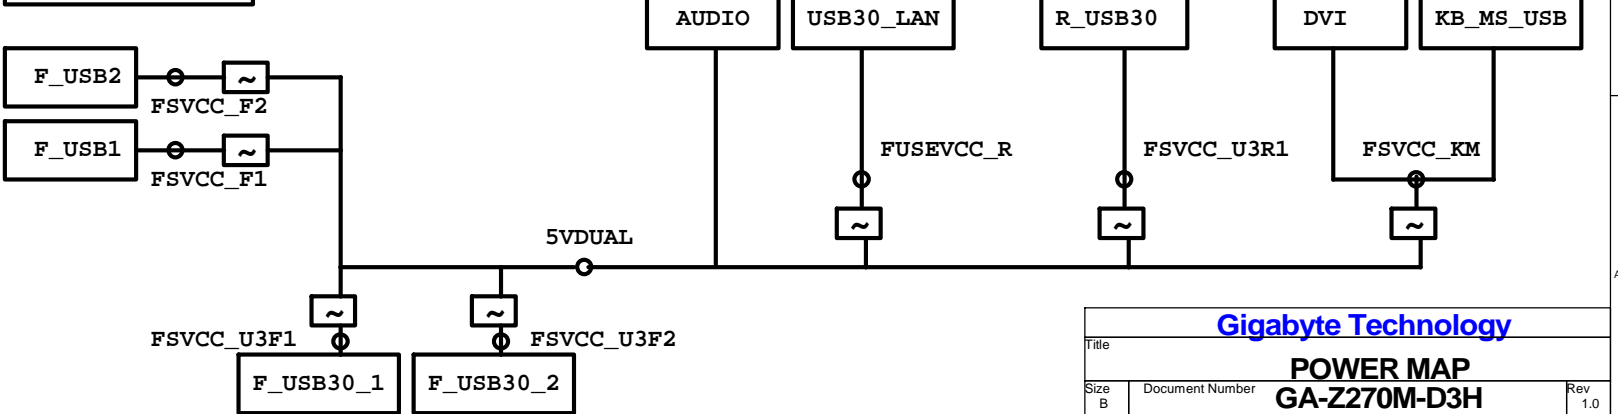 AUDIO
USB30_LAN
R_USB30
DVI
KB_MS_USB
F_USB2
~
FSVCC_F2
F_USB1
~
FSVCC_F1
FUSEVCC_R
FSVCC_U3R1
FSVCC_KM
~
~
~
5VDUAL
A
~
~
FSVCC_U3F1
FSVCC_U3F2
F_USB30_1
F_USB30_2
Gigabyte Technology
Title
POWER MAP
Size
B
Document Number
GA-Z270M-D3H
Rev
1.0